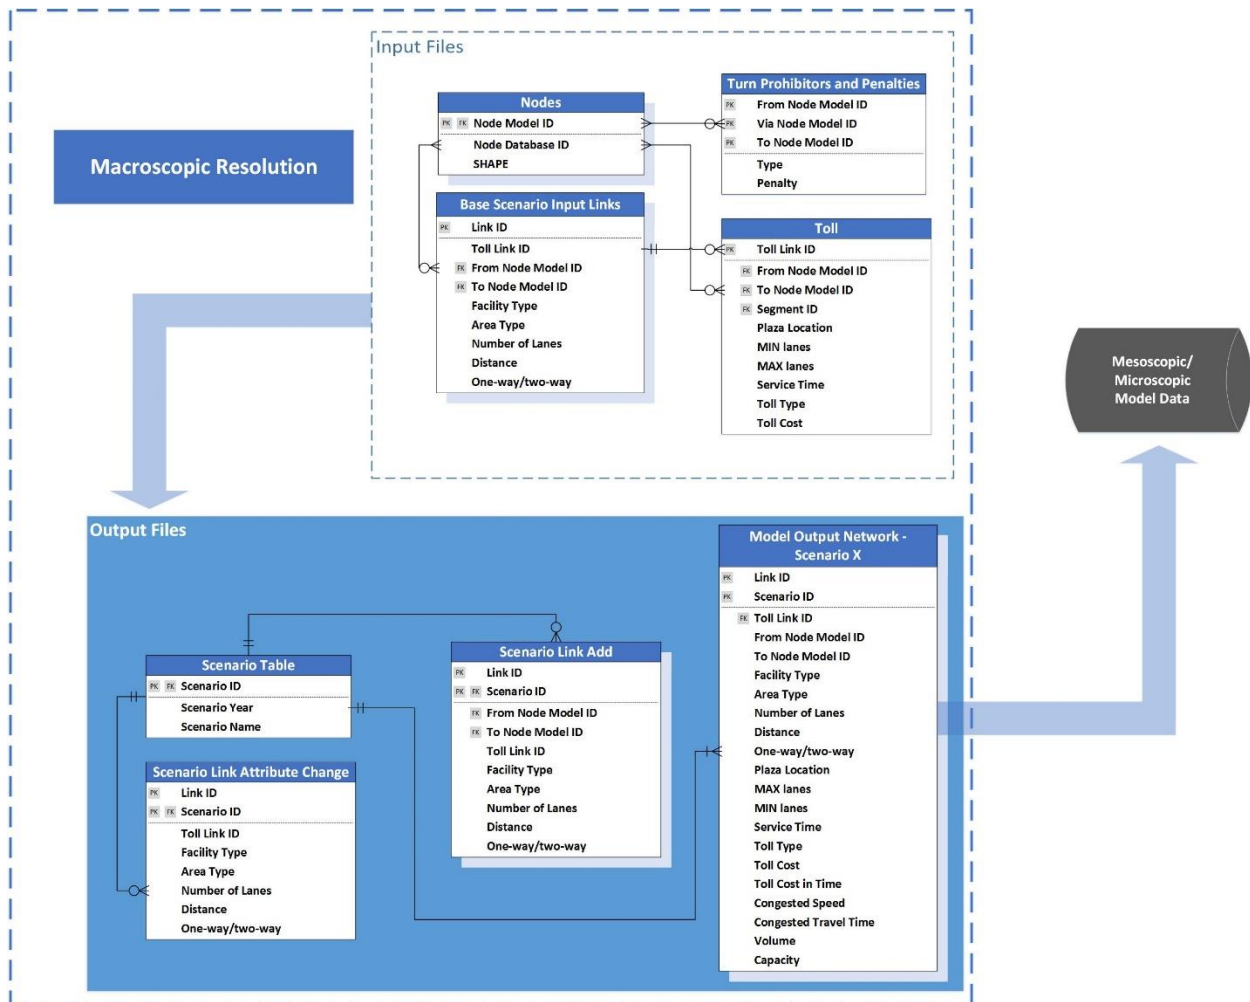 Input Files
Macroscopic Resolution
Nodes
PK FK Node Model ID
Node Database ID
SHAPE
Turn Prohibitors and Penalties
PK From Node Model ID
PK Via Node Model ID
PK To Node Model ID
Type
Penalty
Base Scenario Input Links
PK Link ID
Toll Link ID
FK From Node Model ID
FK To Node Model ID
Facility Type
Area Type
Number of Lanes
Distance
One-way/two-way
Toll
PK Toll Link ID
FK From Node Model ID
FK To Node Model ID
FK Segment ID
Plaza Location
MIN lanes
MAX lanes
Service Time
Toll Type
Toll Cost
Mesoscopic/
Microscopic
Model Data
Output Files
Scenario Table
PK FK Scenario ID
Scenario Year
Scenario Name
Scenario Link Attribute Change
PK Link ID
PK FK Scenario ID
Toll Link ID
Facility Type
Area Type
Number of Lanes
Distance
One-way/two-way
Scenario Link Add
PK Link ID
PK FK Scenario ID
FK From Node Model ID
FK To Node Model ID
Toll Link ID
Facility Type
Area Type
Number of Lanes
Distance
One-way/two-way
Model Output Network -
Scenario X
PK Link ID
PK Scenario ID
FK Toll Link ID
From Node Model ID
To Node Model ID
Facility Type
Area Type
Number of Lanes
Distance
One-way/two-way
Plaza Location
MAX lanes
MIN lanes
Service Time
Toll Type
Toll Cost
Toll Cost in Time
Congested Speed
Congested Travel Time
Volume
Capacity